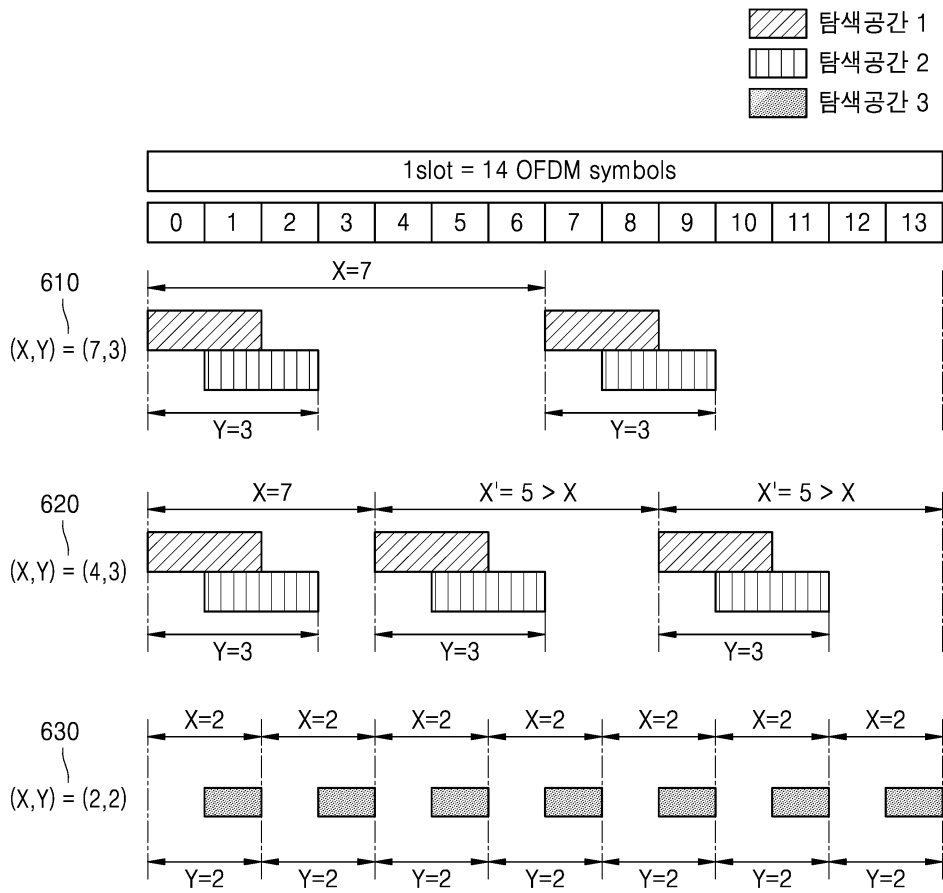 탐색공간 1
탐색공간 2
탐색공간 3
1slot = 14 OFDM symbols
0 1 2 3 4 5 6 7 8 9 10 11 12 13
610
X=7
(X,Y) = (7,3)
Y=3 Y=3
620
X=7 X'= 5 > X X'= 5 > X
(X,Y) = (4,3)
Y=3 Y=3 Y=3
630
X=2 X=2 X=2 X=2 X=2 X=2 X=2
(X,Y) = (2,2)
Y=2 Y=2 Y=2 Y=2 Y=2 Y=2 Y=2